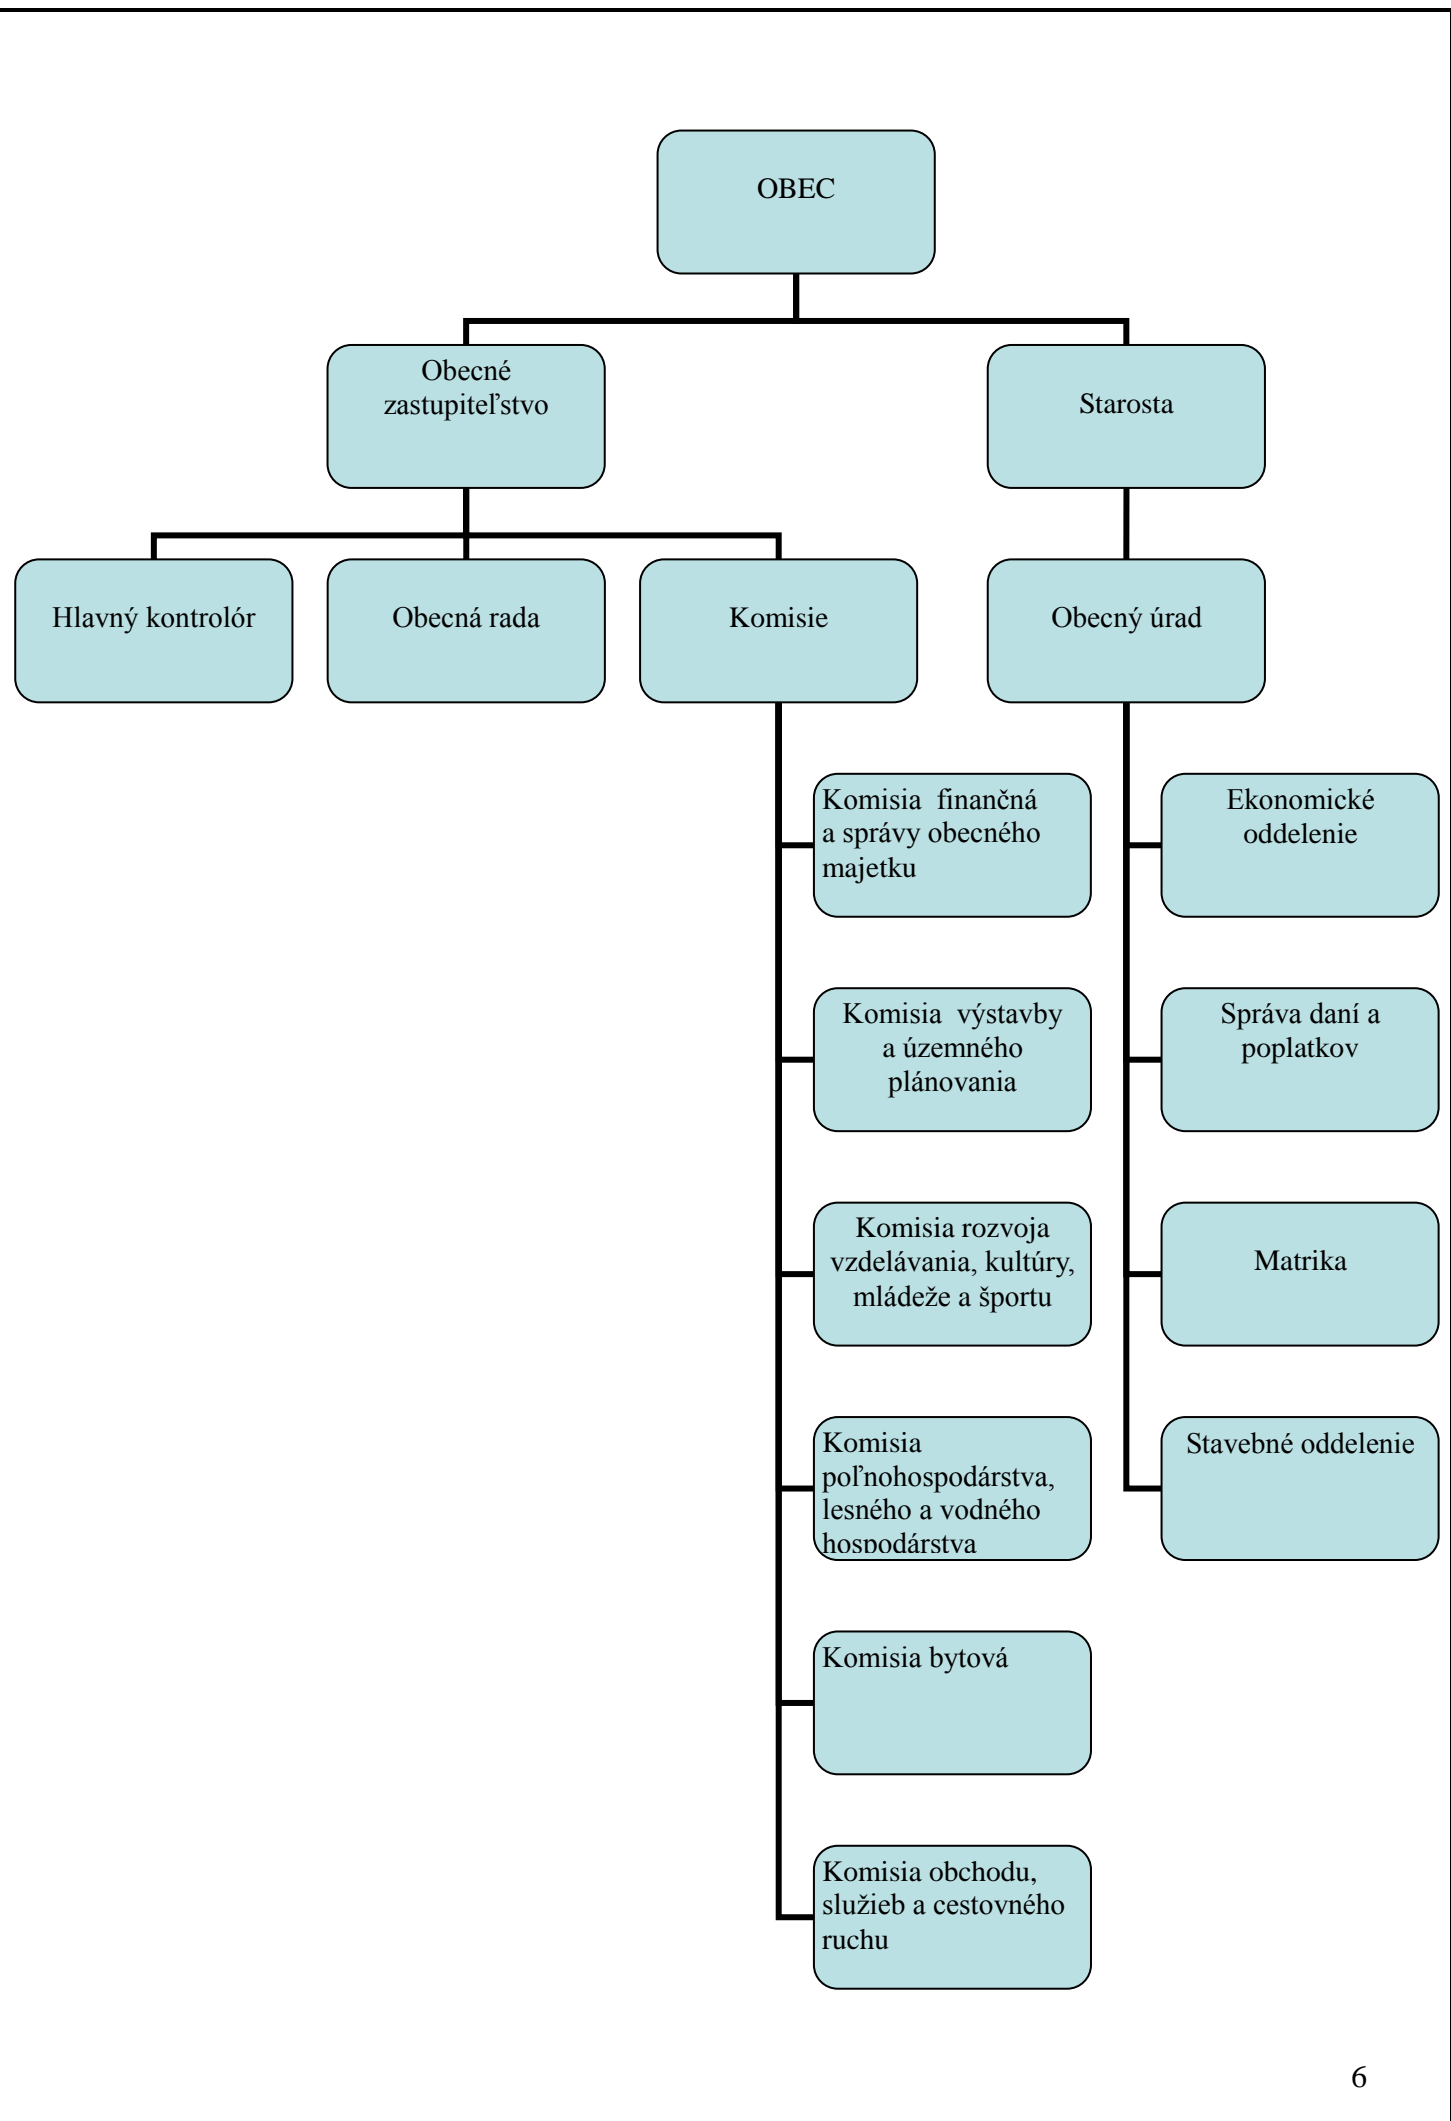 OBEC
Obecné
zastupiteľstvo
Starosta
Hlavný kontrolór
Obecná rada
Komisie
Obecný úrad
Komisia  finančná
a správy obecného
majetku
Ekonomické
oddelenie
Komisia  výstavby
a územného
plánovania
Správa daní a
poplatkov
Komisia rozvoja
vzdelávania, kultúry,
mládeže a športu
Matrika
Komisia
poľnohospodárstva,
lesného a vodného
hospodárstva
Stavebné oddelenie
Komisia bytová
Komisia obchodu,
služieb a cestovného
ruchu
6